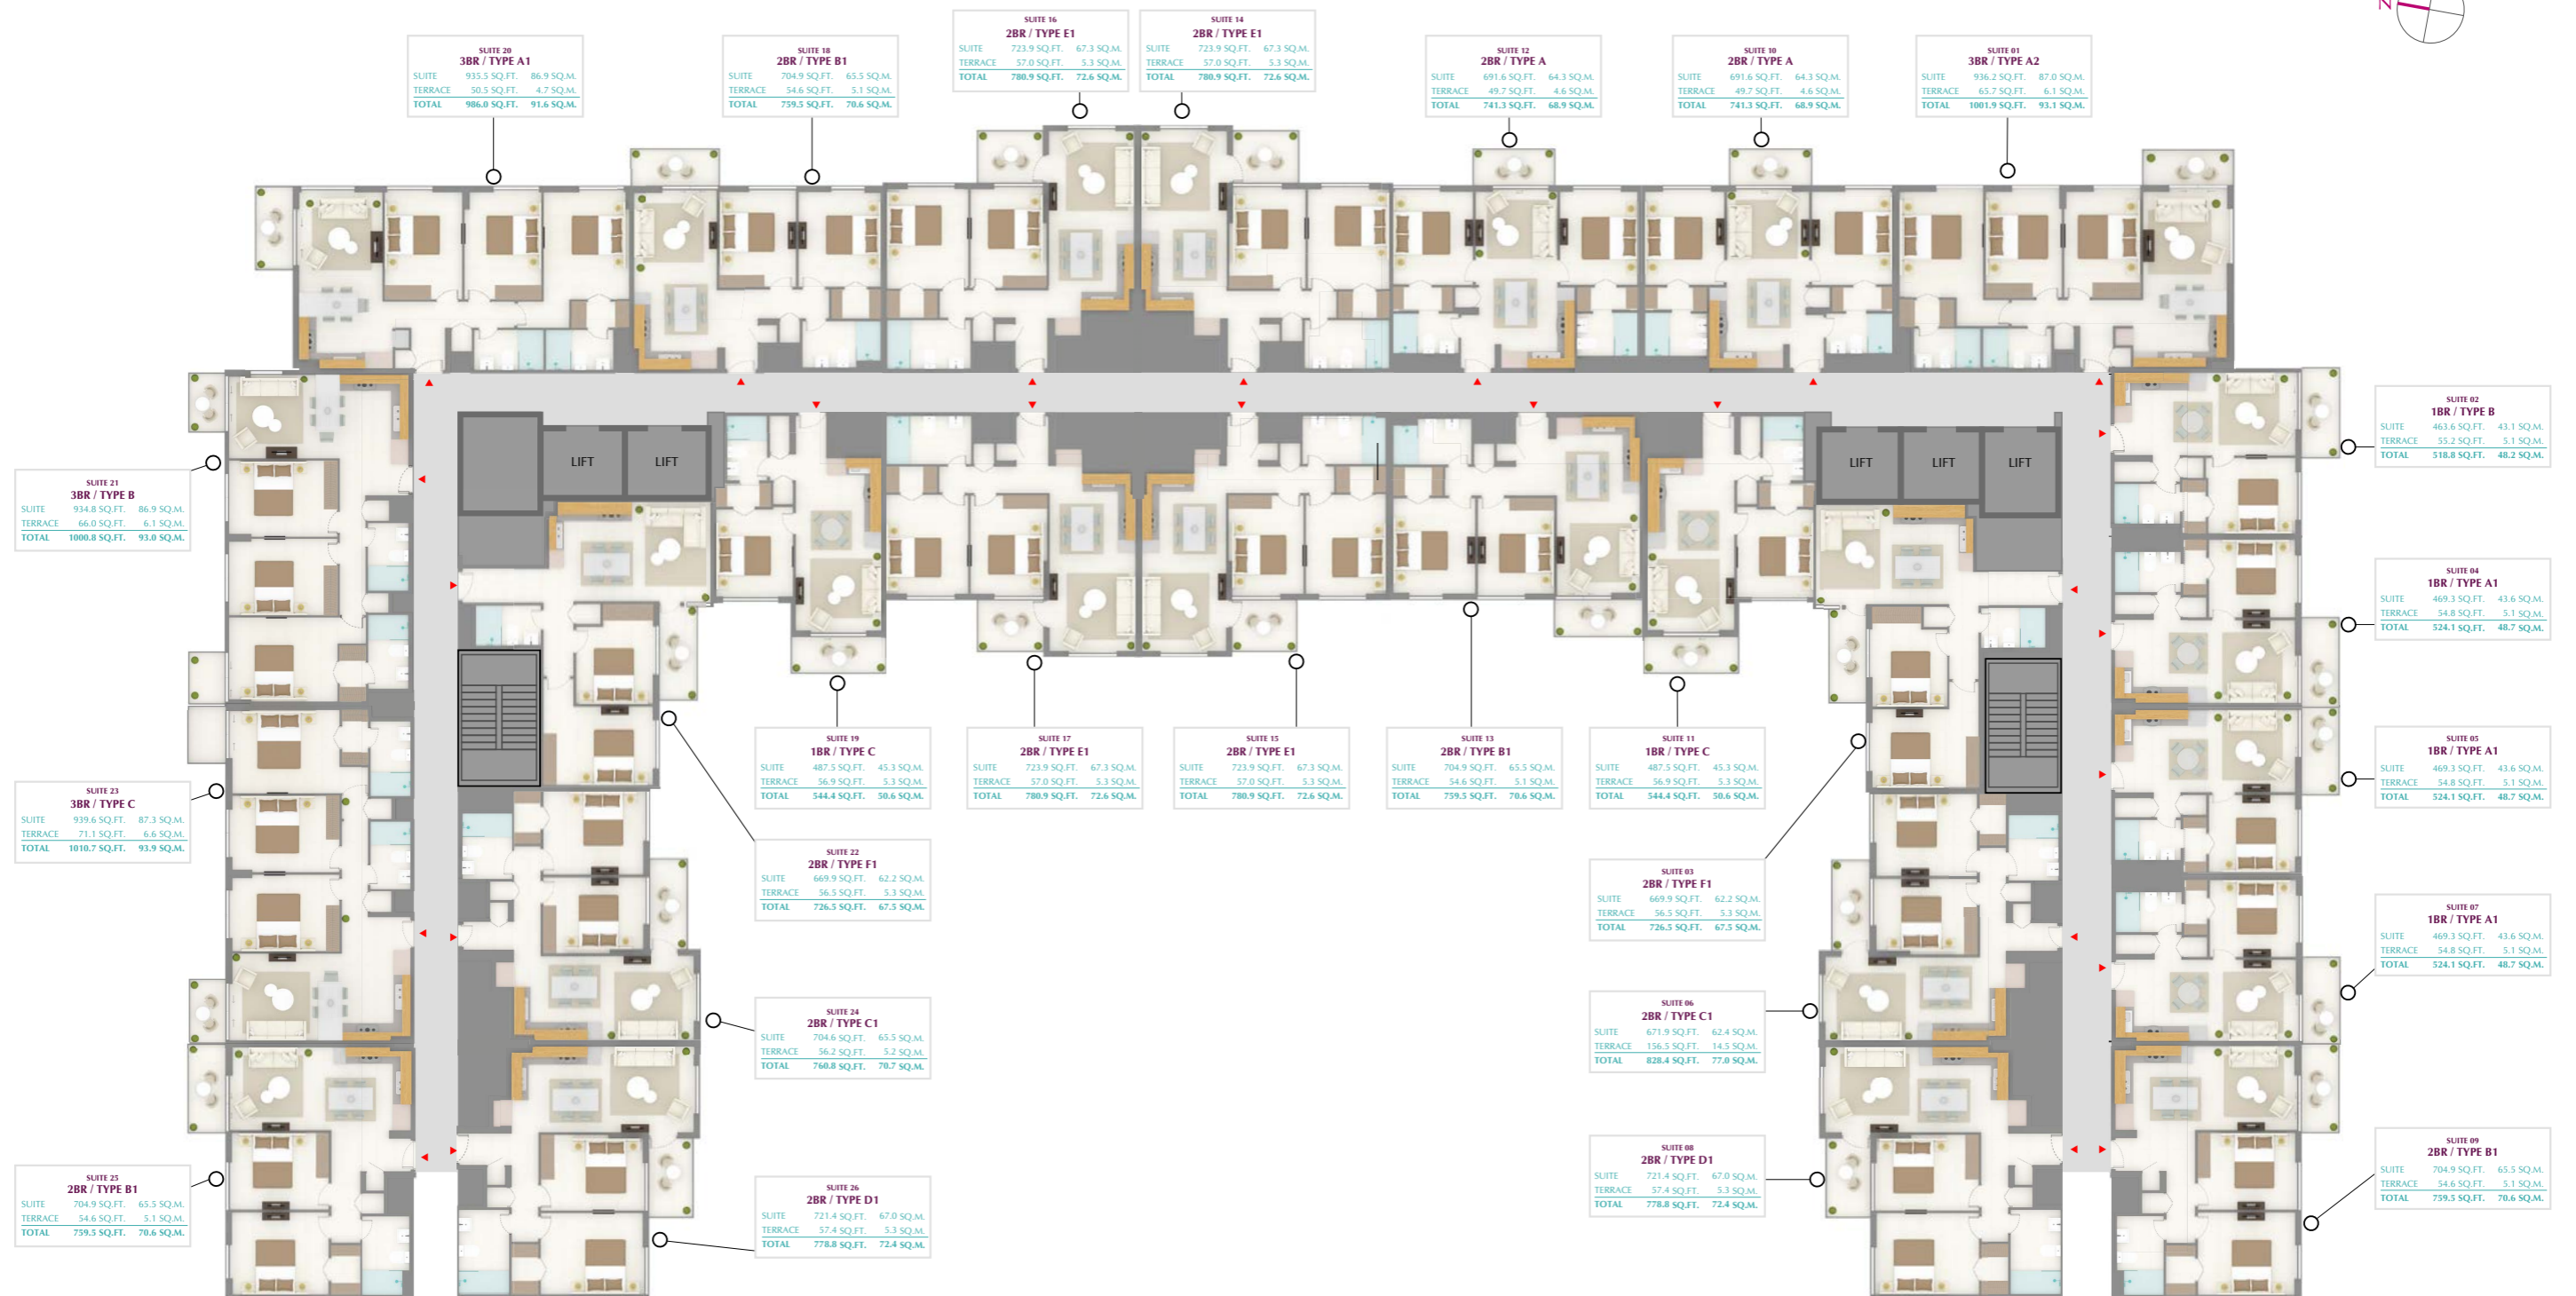 N
SUITE 16
2BR / TYPE E1
SUITE 723.9 SQ.FT. 67.3 SQ.M.
TERRACE 57.0 SQ.FT. 5.3 SQ.M.
TOTAL 780.9 SQ.FT. 72.6 SQ.M.
SUITE 14
2BR / TYPE E1
SUITE 723.9 SQ.FT. 67.3 SQ.M.
TERRACE 57.0 SQ.FT. 5.3 SQ.M.
TOTAL 780.9 SQ.FT. 72.6 SQ.M.
SUITE 20
3BR / TYPE A1
SUITE 935.5 SQ.FT. 86.9 SQ.M.
TERRACE 50.5 SQ.FT. 4.7 SQ.M.
TOTAL 986.0 SQ.FT. 91.6 SQ.M.
SUITE 18
2BR / TYPE B1
SUITE 704.9 SQ.FT. 65.5 SQ.M.
TERRACE 54.6 SQ.FT. 5.1 SQ.M.
TOTAL 759.5 SQ.FT. 70.6 SQ.M.
SUITE 12
2BR / TYPE A
SUITE 691.6 SQ.FT. 64.3 SQ.M.
TERRACE 49.7 SQ.FT. 4.6 SQ.M.
TOTAL 741.3 SQ.FT. 68.9 SQ.M.
SUITE 10
2BR / TYPE A
SUITE 691.6 SQ.FT. 64.3 SQ.M.
TERRACE 49.7 SQ.FT. 4.6 SQ.M.
TOTAL 741.3 SQ.FT. 68.9 SQ.M.
SUITE 01
3BR / TYPE A2
SUITE 936.2 SQ.FT. 87.0 SQ.M.
TERRACE 65.7 SQ.FT. 6.1 SQ.M.
TOTAL 1001.9 SQ.FT. 93.1 SQ.M.
SUITE 02
1BR / TYPE B
SUITE 463.6 SQ.FT. 43.1 SQ.M.
TERRACE 55.2 SQ.FT. 5.1 SQ.M.
TOTAL 518.8 SQ.FT. 48.2 SQ.M.
LIFT
LIFT
LIFT
LIFT
LIFT
SUITE 21
3BR / TYPE B
SUITE 934.8 SQ.FT. 86.9 SQ.M.
TERRACE 66.0 SQ.FT. 6.1 SQ.M.
TOTAL 1000.8 SQ.FT. 93.0 SQ.M.
SUITE 04
1BR / TYPE A1
SUITE 469.3 SQ.FT. 43.6 SQ.M.
TERRACE 54.8 SQ.FT. 5.1 SQ.M.
TOTAL 524.1 SQ.FT. 48.7 SQ.M.
SUITE 19
1BR / TYPE C
SUITE 487.5 SQ.FT. 45.3 SQ.M.
TERRACE 56.9 SQ.FT. 5.3 SQ.M.
TOTAL 544.4 SQ.FT. 50.6 SQ.M.
SUITE 17
2BR / TYPE E1
SUITE 723.9 SQ.FT. 67.3 SQ.M.
TERRACE 57.0 SQ.FT. 5.3 SQ.M.
TOTAL 780.9 SQ.FT. 72.6 SQ.M.
SUITE 15
2BR / TYPE E1
SUITE 723.9 SQ.FT. 67.3 SQ.M.
TERRACE 57.0 SQ.FT. 5.3 SQ.M.
TOTAL 780.9 SQ.FT. 72.6 SQ.M.
SUITE 13
2BR / TYPE B1
SUITE 704.9 SQ.FT. 65.5 SQ.M.
TERRACE 54.6 SQ.FT. 5.1 SQ.M.
TOTAL 759.5 SQ.FT. 70.6 SQ.M.
SUITE 11
1BR / TYPE C
SUITE 487.5 SQ.FT. 45.3 SQ.M.
TERRACE 56.9 SQ.FT. 5.3 SQ.M.
TOTAL 544.4 SQ.FT. 50.6 SQ.M.
SUITE 05
1BR / TYPE A1
SUITE 469.3 SQ.FT. 43.6 SQ.M.
TERRACE 54.8 SQ.FT. 5.1 SQ.M.
TOTAL 524.1 SQ.FT. 48.7 SQ.M.
SUITE 23
3BR / TYPE C
SUITE 939.6 SQ.FT. 87.3 SQ.M.
TERRACE 71.1 SQ.FT. 6.6 SQ.M.
TOTAL 1010.7 SQ.FT. 93.9 SQ.M.
SUITE 22
2BR / TYPE F1
SUITE 669.9 SQ.FT. 62.2 SQ.M.
TERRACE 56.5 SQ.FT. 5.3 SQ.M.
TOTAL 726.5 SQ.FT. 67.5 SQ.M.
SUITE 03
2BR / TYPE F1
SUITE 669.9 SQ.FT. 62.2 SQ.M.
TERRACE 56.5 SQ.FT. 5.3 SQ.M.
TOTAL 726.5 SQ.FT. 67.5 SQ.M.
SUITE 07
1BR / TYPE A1
SUITE 469.3 SQ.FT. 43.6 SQ.M.
TERRACE 54.8 SQ.FT. 5.1 SQ.M.
TOTAL 524.1 SQ.FT. 48.7 SQ.M.
SUITE 24
2BR / TYPE C1
SUITE 704.6 SQ.FT. 65.5 SQ.M.
TERRACE 56.2 SQ.FT. 5.2 SQ.M.
TOTAL 760.8 SQ.FT. 70.7 SQ.M.
SUITE 06
2BR / TYPE C1
SUITE 671.9 SQ.FT. 62.4 SQ.M.
TERRACE 156.5 SQ.FT. 14.5 SQ.M.
TOTAL 828.4 SQ.FT. 77.0 SQ.M.
SUITE 25
2BR / TYPE B1
SUITE 704.9 SQ.FT. 65.5 SQ.M.
TERRACE 54.6 SQ.FT. 5.1 SQ.M.
TOTAL 759.5 SQ.FT. 70.6 SQ.M.
SUITE 26
2BR / TYPE D1
SUITE 721.4 SQ.FT. 67.0 SQ.M.
TERRACE 57.4 SQ.FT. 5.3 SQ.M.
TOTAL 778.8 SQ.FT. 72.4 SQ.M.
SUITE 08
2BR / TYPE D1
SUITE 721.4 SQ.FT. 67.0 SQ.M.
TERRACE 57.4 SQ.FT. 5.3 SQ.M.
TOTAL 778.8 SQ.FT. 72.4 SQ.M.
SUITE 09
2BR / TYPE B1
SUITE 704.9 SQ.FT. 65.5 SQ.M.
TERRACE 54.6 SQ.FT. 5.1 SQ.M.
TOTAL 759.5 SQ.FT. 70.6 SQ.M.